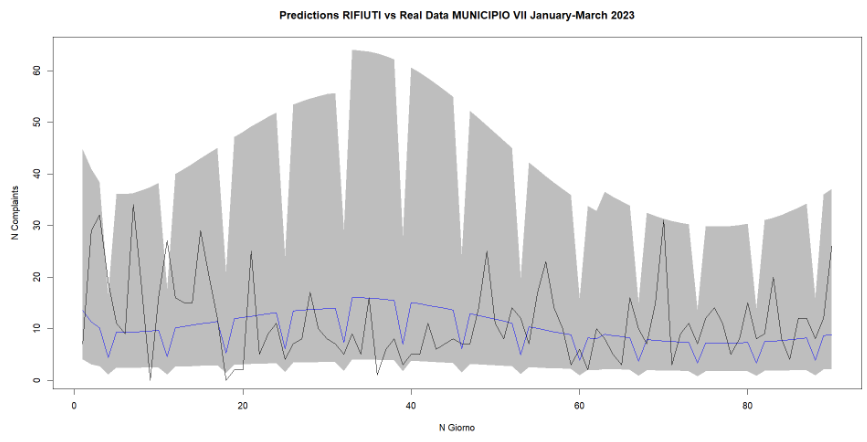 Predictions RIFIUTI vs Real Data MUNICIPIO VII January-March 2023
N Complaints
60
50
40
30
20
10
0
0 20 40 60 80
N Giorno